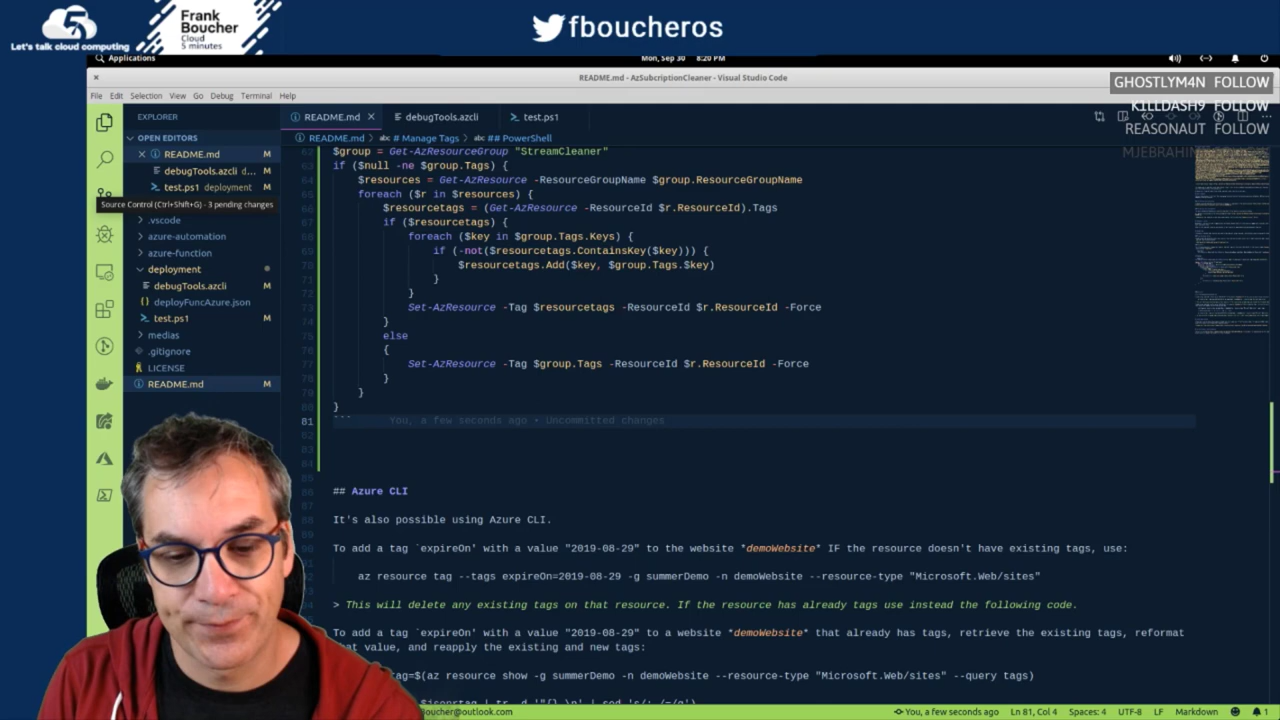 5
Let's talk cloud computing
Frank
Boucher
Cloud
5 minutes
fboucheros
Applications
Mon, Sep 30 8:20 PM
README.md - AzSubcriptionCleaner - Visual Studio Code
GHOSTLYM4N FOLLOW
K1LLDASH9 FOLLOW
REASONAUT FOLLOW
File Edit Selection View Go Debug Terminal Help
EXPLORER
README.md
debugTools.azcli
test.ps1
OPEN EDITORS
README.md > # Manage Tags > ## PowerShell
README.md M
debugTools.azcli d... M
test.ps1 deployment M
Source Control (Ctrl+Shift+G) - 3 pending changes
.vscode
azure-automation
azure-function
deployment
debugTools.azcli M
deployFuncAzure.json
test.ps1 M
medias
.gitignore
LICENSE
README.md M
$group = Get-AzResourceGroup "StreamCleaner"
if ($null -ne $group.Tags) {
$resources = Get-AzResource -ResourceGroupName $group.ResourceGroupName
foreach ($r in $resources) {
$resourcetags = (Get-AzResource -ResourceId $r.ResourceId).Tags
if ($resourcetags) {
foreach ($key in $group.Tags.Keys) {
if (-not($resourcetags.ContainsKey($key))) {
$resourcetags.Add($key, $group.Tags.$key)
}
}
Set-AzResource -Tag $resourcetags -ResourceId $r.ResourceId -Force
}
else
{
Set-AzResource -Tag $group.Tags -ResourceId $r.ResourceId -Force
}
}
}
81 ``` You, a few seconds ago • Uncommitted changes
## Azure CLI
It's also possible using Azure CLI.
To add a tag `expireOn' with a value "2019-08-29" to the website *demoWebsite* IF the resource doesn't have existing tags, use:
az resource tag --tags expireOn=2019-08-29 -g summerDemo -n demoWebsite --resource-type "Microsoft.Web/sites"
> This will delete any existing tags on that resource. If the resource has already tags use instead the following code.
To add a tag `expireOn' with a value "2019-08-29" to a website *demoWebsite* that already has tags, retrieve the existing tags, reformat
value, and reapply the existing and new tags:
tag=$(az resource show -g summerDemo -n demoWebsite --resource-type "Microsoft.Web/sites" --query tags)
Boucher@outlook.com
You, a few seconds ago Ln 81, Col 4 Spaces: 4 UTF-8 LF Markdown 1